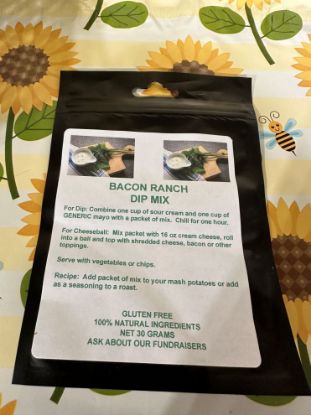 BACON RANCH
DIP MIX
For Dip: Combine one cup of sour cream and one cup of
GENERIC mayo with a packet of mix. Chill for one hour.
For Cheeseball: Mix packet with 16 oz cream cheese, roll
into a ball and top with shredded cheese, bacon or other
toppings.
Serve with vegetables or chips.
Recipe: Add packet of mix to your mash potatoes or add
as a seasoning to a roast.
GLUTEN FREE
100% NATURAL INGREDIENTS
NET 30 GRAMS
ASK ABOUT OUR FUNDRAISERS